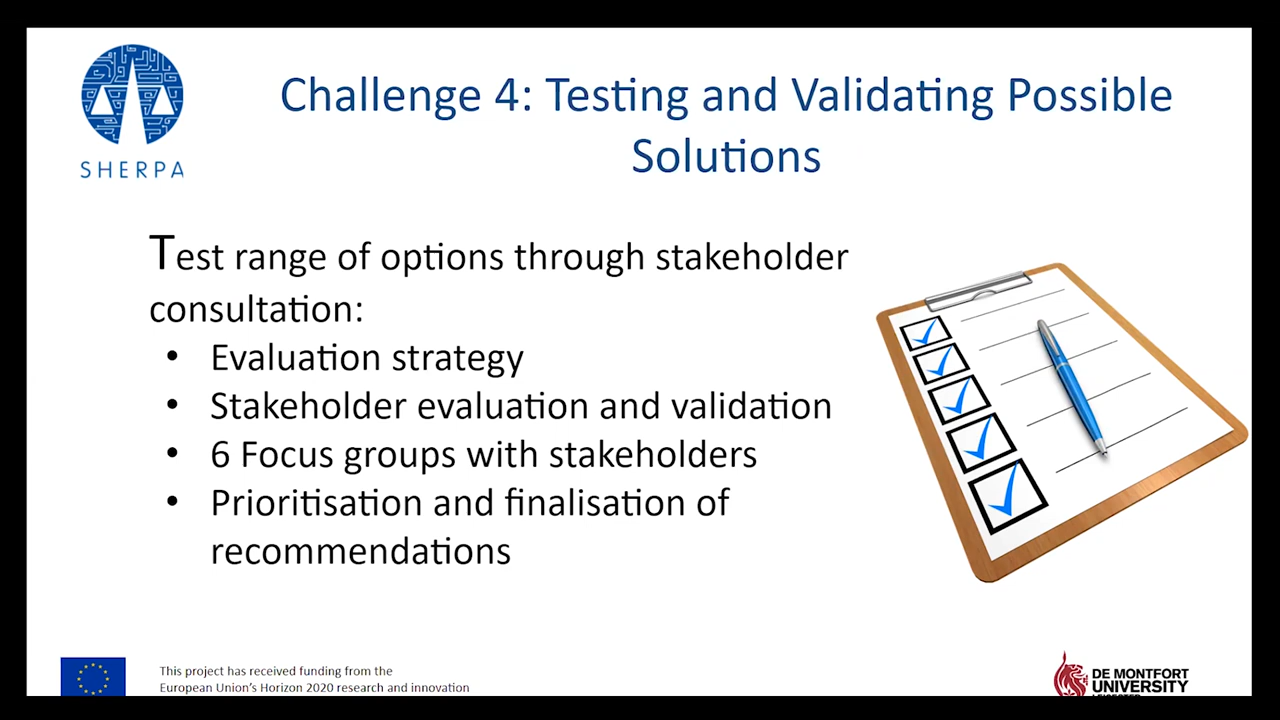 SHERPA
Challenge 4: Testing and Validating Possible
Solutions
Test range of options through stakeholder
consultation:
• Evaluation strategy
• Stakeholder evaluation and validation
• 6 Focus groups with stakeholders
• Prioritisation and finalisation of
recommendations
This project has received funding from the
European Union's Horizon 2020 research and innovation
DE MONTFORT
UNIVERSITY